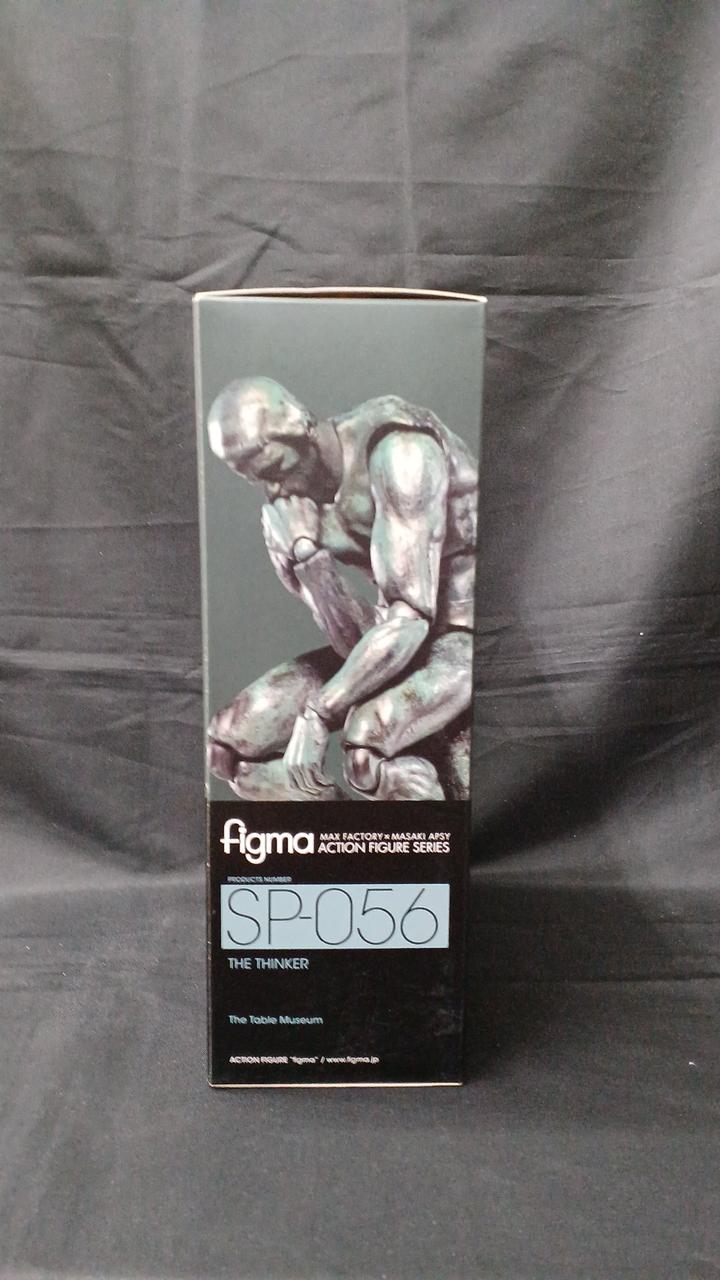 figma MAX FACTORY×MASAKI APSY
ACTION FIGURE SERIES
PRODUCTS NUMBER
SP-056
THE THINKER
The Table Museum
ACTION FIGURE "figma" // www.figma.jp